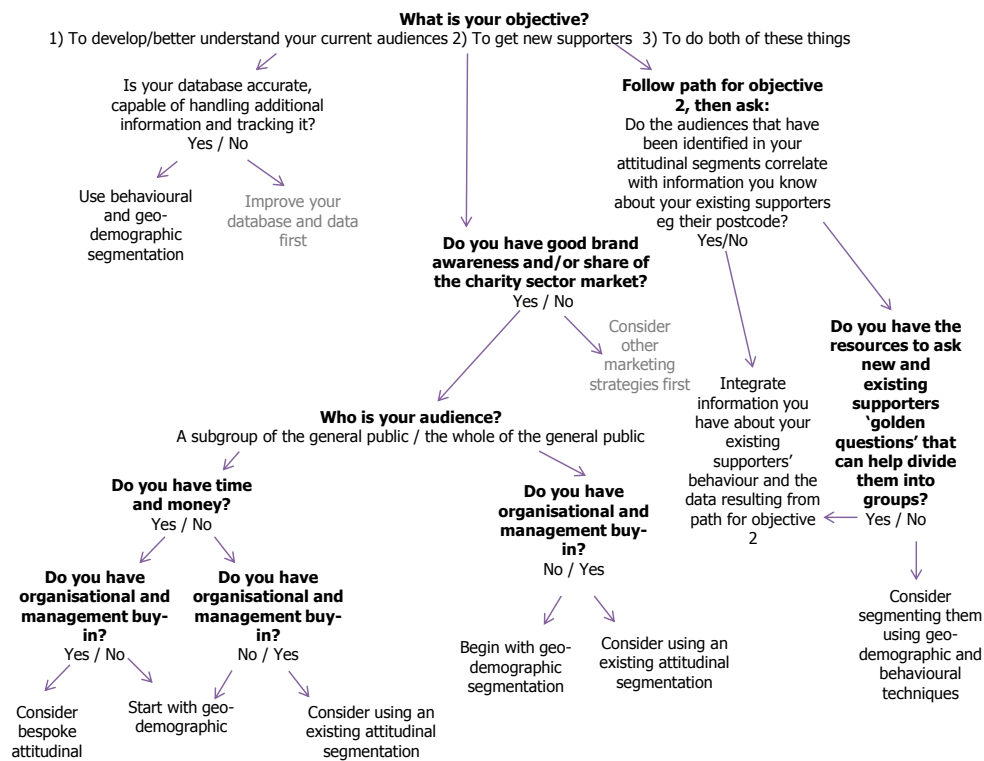 What is your objective?
1) To develop/better understand your current audiences 2) To get new supporters 3) To do both of these things
Is your database accurate,
capable of handling additional
information and tracking it?
Yes / No
Use behavioural
and geo-
demographic
segmentation
Improve your
database and data
first
Follow path for objective
2, then ask:
Do the audiences that have
been identified in your
attitudinal segments correlate
with information you know
about your existing supporters
eg their postcode?
Yes/No
Do you have good brand
awareness and/or share of
the charity sector market?
Yes / No
Consider
other
marketing
strategies first
Integrate
information you
have about your
existing
supporters’
behaviour and the
data resulting from
path for objective
2
Do you have the
resources to ask
new and
existing
supporters
‘golden
questions’ that
can help divide
them into
groups?
Yes / No
Consider
segmenting them
using geo-
demographic and
behavioural
techniques
Who is your audience?
A subgroup of the general public / the whole of the general public
Do you have time
and money?
Yes / No
Do you have
organisational and
management buy-
in?
No / Yes
Do you have
organisational and
management buy-
in?
Yes / No
Do you have
organisational and
management buy-
in?
No / Yes
Begin with geo-
demographic
segmentation
Consider using an
existing attitudinal
segmentation
Consider
bespoke
attitudinal
Start with geo-
demographic
Consider using an
existing attitudinal
segmentation